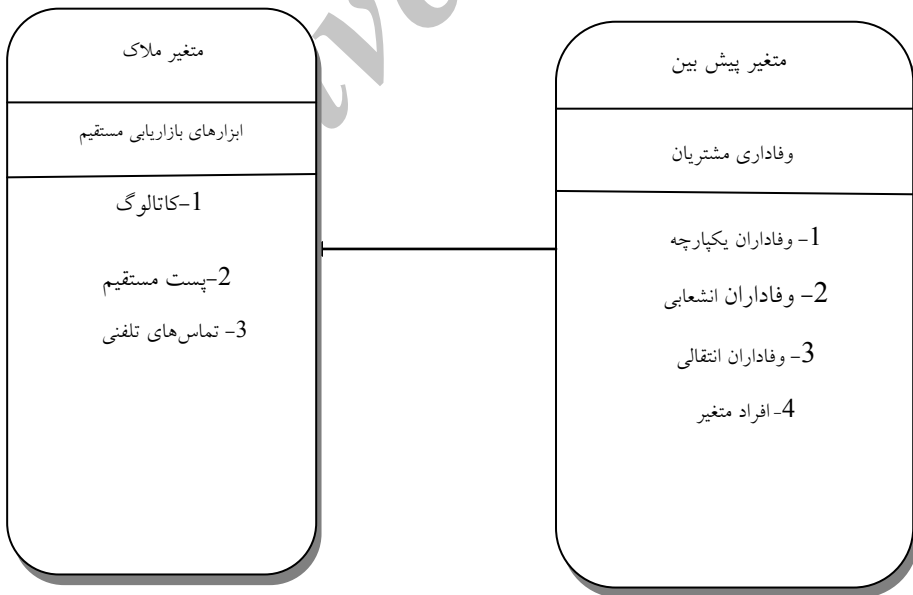 متغیر پیش بین
وفاداری مشتریان
1- وفاداران یکپارچه
2- وفاداران انشعابی
3- وفاداران انتقالی
4- افراد متغیر
متغیر ملاک
ابزارهای بازاریابی مستقیم
1-کاتالوگ
2-پست مستقیم
3- تماس‌های تلفنی